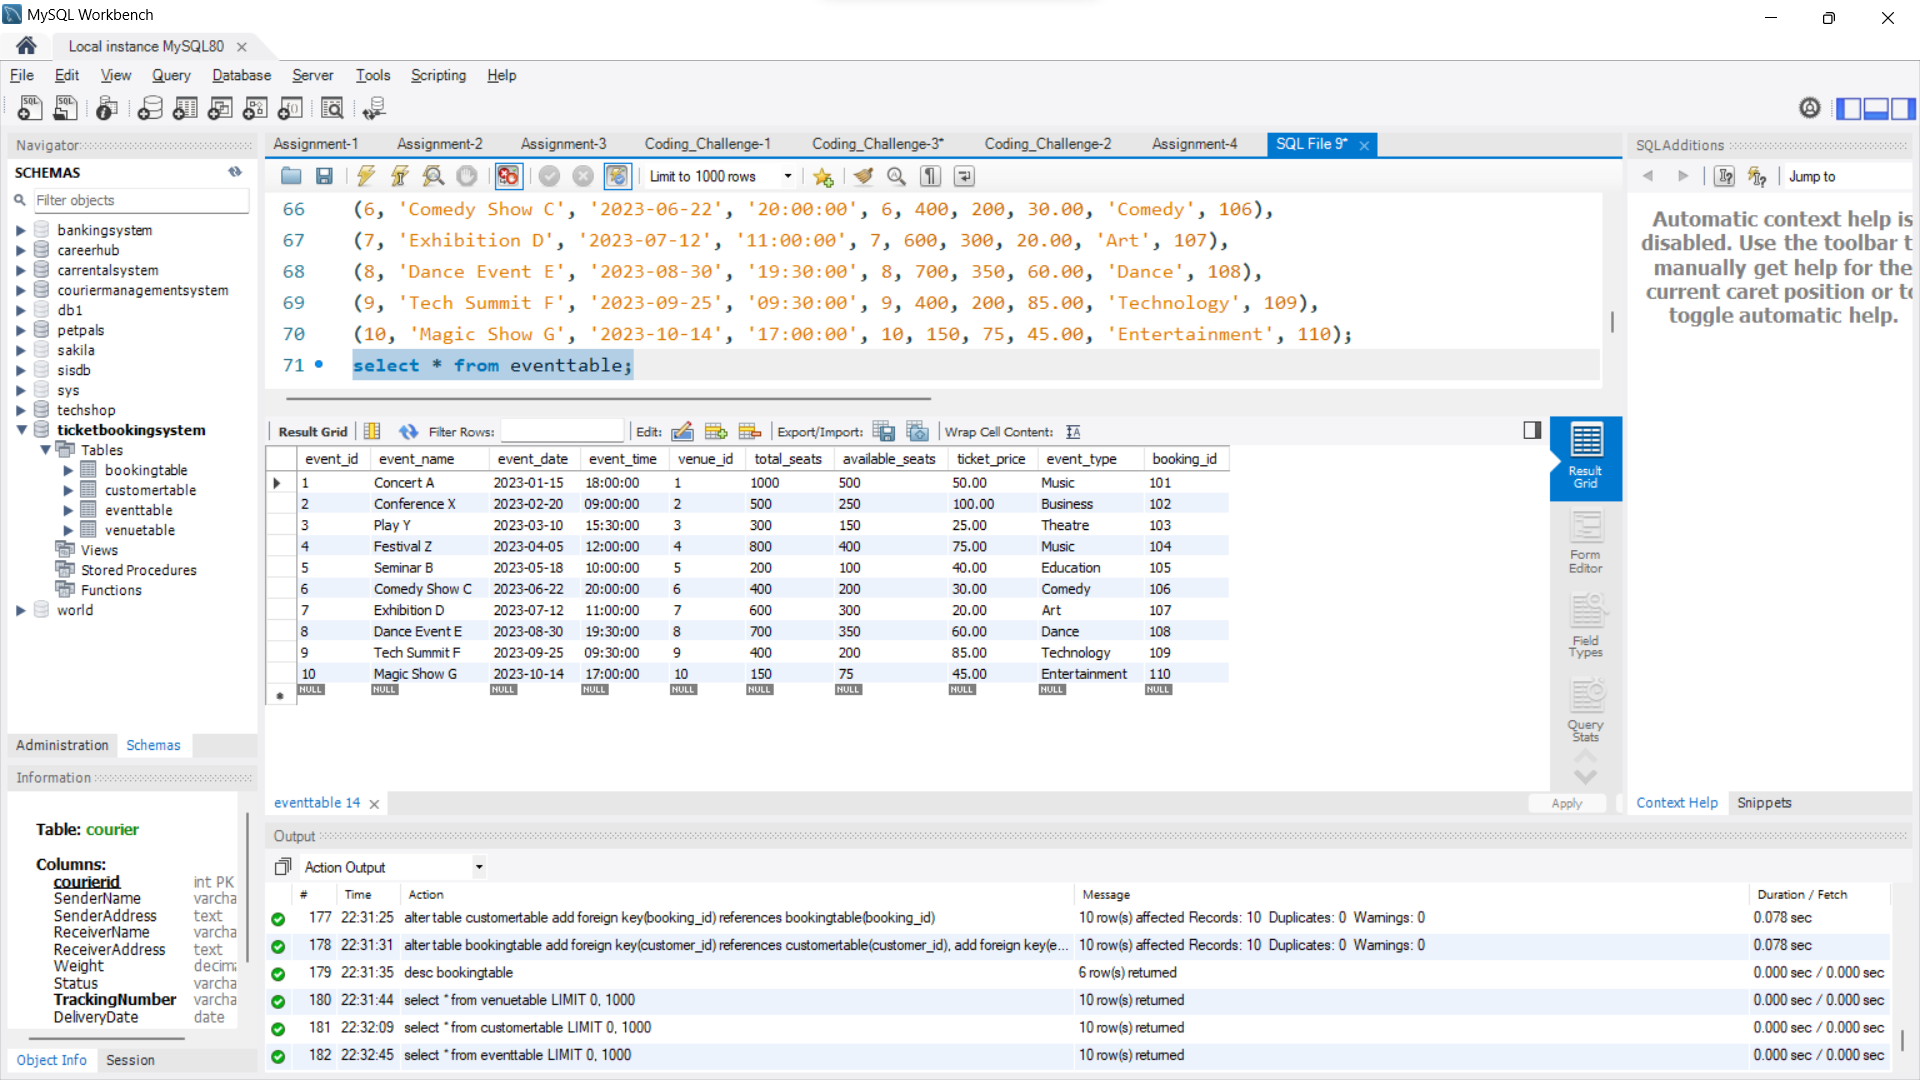 MySQL Workbench
Local instance MySQL80
File Edit View Query Database Server Tools Scripting Help
Navigator
SCHEMAS
Filter objects
bankingsystem
careerhub
carrentalsystem
couriermanagementsystem
db1
petpals
sakila
sisdb
sys
techshop
ticketbookingsystem
Tables
bookingtable
customertable
eventtable
venuetable
Views
Stored Procedures
Functions
world
Administration Schemas
Information
Table: courier
Columns:
courierid int PK
SenderName varcha
SenderAddress text
ReceiverName varcha
ReceiverAddress text
Weight decima
Status varcha
TrackingNumber varcha
DeliveryDate date
Object Info Session
Assignment-1 Assignment-2 Assignment-3 Coding_Challenge-1 Coding_Challenge-3* Coding_Challenge-2 Assignment-4 SQL File 9*
Limit to 1000 rows
66 (6, 'Comedy Show C', '2023-06-22', '20:00:00', 6, 400, 200, 30.00, 'Comedy', 106),
67 (7, 'Exhibition D', '2023-07-12', '11:00:00', 7, 600, 300, 20.00, 'Art', 107),
68 (8, 'Dance Event E', '2023-08-30', '19:30:00', 8, 700, 350, 60.00, 'Dance', 108),
69 (9, 'Tech Summit F', '2023-09-25', '09:30:00', 9, 400, 200, 85.00, 'Technology', 109),
70 (10, 'Magic Show G', '2023-10-14', '17:00:00', 10, 150, 75, 45.00, 'Entertainment', 110);
71 select * from eventtable;
Result Grid Filter Rows: Edit: Export/Import: Wrap Cell Content:
event_id event_name event_date event_time venue_id total_seats available_seats ticket_price event_type booking_id
1 Concert A 2023-01-15 18:00:00 1 1000 500 50.00 Music 101
2 Conference X 2023-02-20 09:00:00 2 500 250 100.00 Business 102
3 Play Y 2023-03-10 15:30:00 3 300 150 25.00 Theatre 103
4 Festival Z 2023-04-05 12:00:00 4 800 400 75.00 Music 104
5 Seminar B 2023-05-18 10:00:00 5 200 100 40.00 Education 105
6 Comedy Show C 2023-06-22 20:00:00 6 400 200 30.00 Comedy 106
7 Exhibition D 2023-07-12 11:00:00 7 600 300 20.00 Art 107
8 Dance Event E 2023-08-30 19:30:00 8 700 350 60.00 Dance 108
9 Tech Summit F 2023-09-25 09:30:00 9 400 200 85.00 Technology 109
10 Magic Show G 2023-10-14 17:00:00 10 150 75 45.00 Entertainment 110
NULL NULL NULL NULL NULL NULL NULL NULL NULL NULL
Result
Grid
Form
Editor
Field
Types
Query
Stats
eventtable 14
Apply
SQLAdditions
Jump to
Automatic context help is
disabled. Use the toolbar t
manually get help for the
current caret position or to
toggle automatic help.
Context Help Snippets
Output
Action Output
# Time Action Message Duration / Fetch
177 22:31:25 alter table customertable add foreign key(booking_id) references bookingtable(booking_id) 10 row(s) affected Records: 10 Duplicates: 0 Warnings: 0 0.078 sec
178 22:31:31 alter table bookingtable add foreign key(customer_id) references customertable(customer_id), add foreign key(e... 10 row(s) affected Records: 10 Duplicates: 0 Warnings: 0 0.078 sec
179 22:31:35 desc bookingtable 6 row(s) returned 0.000 sec / 0.000 sec
180 22:31:44 select * from venuetable LIMIT 0, 1000 10 row(s) returned 0.000 sec / 0.000 sec
181 22:32:09 select * from customertable LIMIT 0, 1000 10 row(s) returned 0.000 sec / 0.000 sec
182 22:32:45 select * from eventtable LIMIT 0, 1000 10 row(s) returned 0.000 sec / 0.000 sec